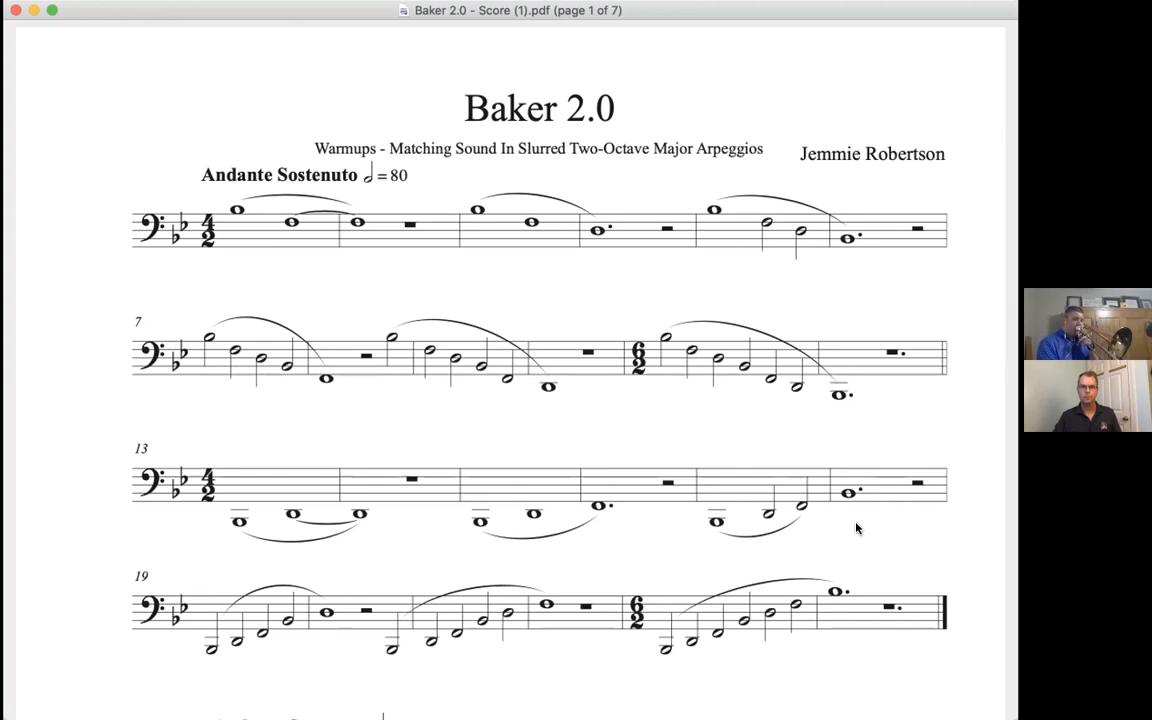 Baker 2.0 - Score (1).pdf (page 1 of 7)
Baker 2.0
Warmups - Matching Sound In Slurred Two-Octave Major Arpeggios
Jemmie Robertson
Andante Sostenuto 𝅗𝅥 = 80
4
2
7
6
2
13
4
2
19
6
2